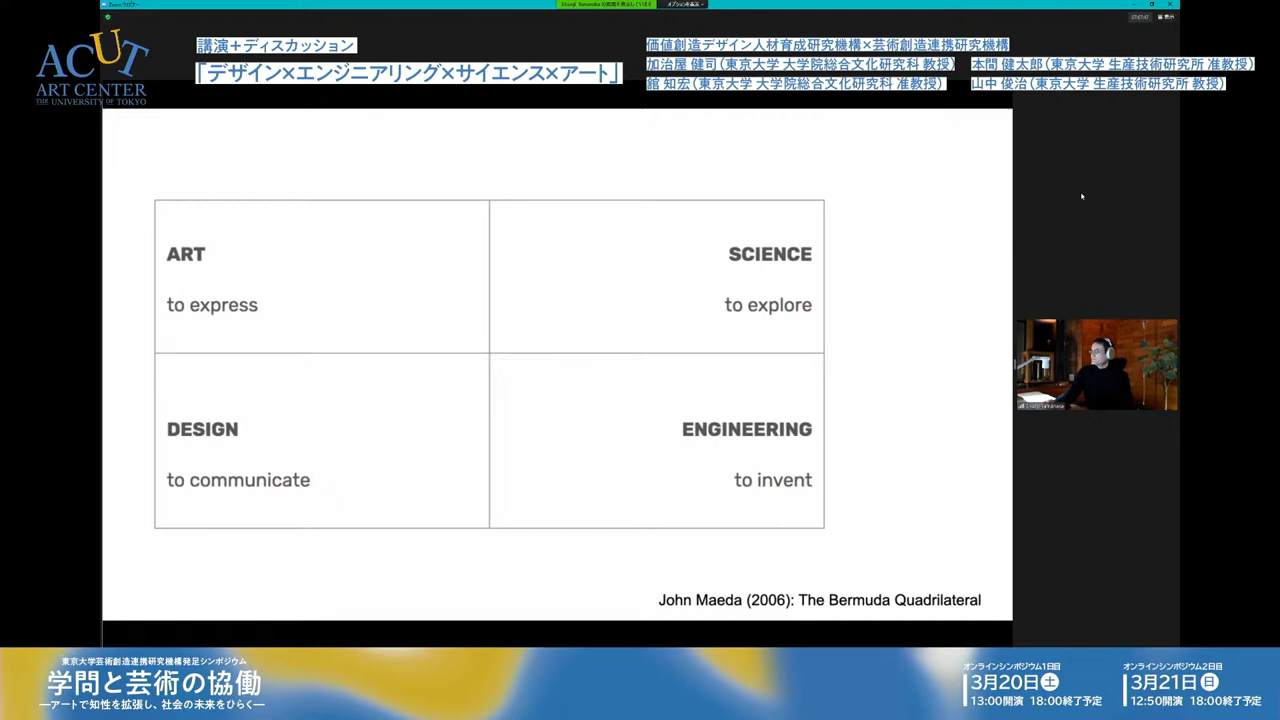 オプションを表示
表示
ACUT
ART CENTER
THE UNIVERSITY OF TOKYO
講演+ディスカッション
「デザイン×エンジニアリング×サイエンス×アート」
価値創造デザイン人材育成研究機構×芸術創造連携研究機構
加治屋 健司(東京大学 大学院総合文化研究科 教授) 本間 健太郎(東京大学 生産技術研究所 准教授)
舘 知宏(東京大学 大学院総合文化研究科 准教授) 山中 俊治(東京大学 生産技術研究所 教授)
ART
to express
SCIENCE
to explore
DESIGN
to communicate
ENGINEERING
to invent
John Maeda (2006): The Bermuda Quadrilateral
東京大学芸術創造連携研究機構発足シンポジウム
学問と芸術の協働
―アートで知性を拡張し、社会の未来をひらく―
オンラインシンポジウム1日目
3月20日 土
13:00開演 18:00終了予定
オンラインシンポジウム2日目
3月21日 日
12:50開演 18:00終了予定